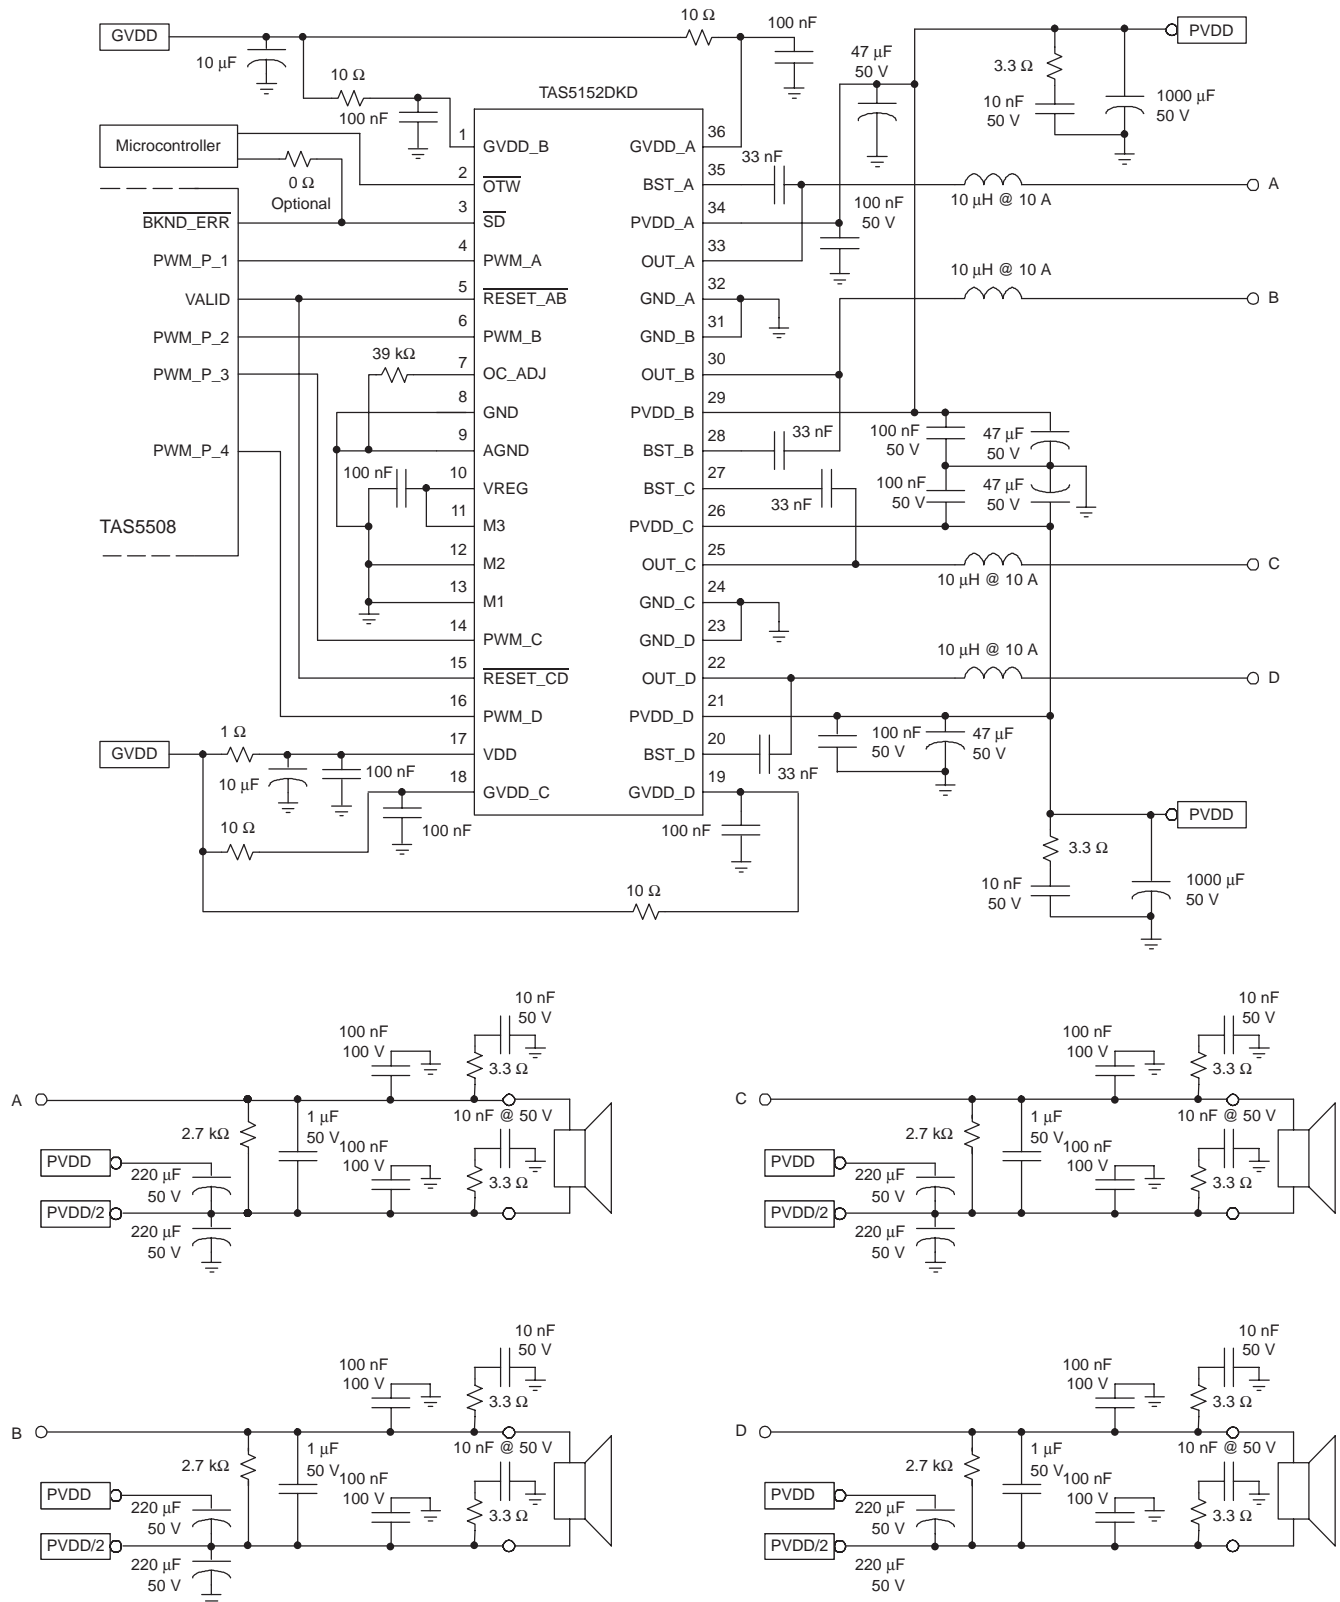 GVDD
10 µF
10 Ω
100 nF
10 Ω
100 nF
47 µF
50 V
PVDD
3.3 Ω
10 nF
50 V
1000 µF
50 V
TAS5152DKD
Microcontroller
0 Ω
Optional
BKND_ERR
PWM_P_1
VALID
PWM_P_2
PWM_P_3
PWM_P_4
TAS5508
39 kΩ
100 nF
1
GVDD_B
2
OTW
3
SD
4
PWM_A
5
RESET_AB
6
PWM_B
7
OC_ADJ
8
GND
9
AGND
10
VREG
11
M3
12
M2
13
M1
14
PWM_C
15
RESET_CD
16
PWM_D
17
VDD
18
GVDD_C
36
GVDD_A
35
BST_A
34
PVDD_A
33
OUT_A
32
GND_A
31
GND_B
30
OUT_B
29
PVDD_B
28
BST_B
27
BST_C
26
PVDD_C
25
OUT_C
24
GND_C
23
GND_D
22
OUT_D
21
PVDD_D
20
BST_D
19
GVDD_D
33 nF
100 nF
50 V
10 µH @ 10 A
A
10 µH @ 10 A
B
33 nF
33 nF
100 nF
50 V
47 µF
50 V
100 nF
50 V
47 µF
50 V
10 µH @ 10 A
C
10 µH @ 10 A
D
33 nF
100 nF
50 V
47 µF
50 V
GVDD
1 Ω
10 µF
100 nF
10 Ω
100 nF
100 nF
10 Ω
PVDD
3.3 Ω
10 nF
50 V
1000 µF
50 V
10 nF
50 V
100 nF
100 V
3.3 Ω
A
10 nF @ 50 V
2.7 kΩ
1 µF
50 V
100 nF
100 V
PVDD
220 µF
50 V
3.3 Ω
PVDD/2
220 µF
50 V
10 nF
50 V
100 nF
100 V
3.3 Ω
C
10 nF @ 50 V
2.7 kΩ
1 µF
50 V
100 nF
100 V
PVDD
220 µF
50 V
3.3 Ω
PVDD/2
220 µF
50 V
10 nF
50 V
100 nF
100 V
3.3 Ω
B
10 nF @ 50 V
2.7 kΩ
1 µF
50 V
100 nF
100 V
PVDD
220 µF
50 V
3.3 Ω
PVDD/2
220 µF
50 V
10 nF
50 V
100 nF
100 V
3.3 Ω
D
10 nF @ 50 V
2.7 kΩ
1 µF
50 V
100 nF
100 V
PVDD
220 µF
50 V
3.3 Ω
PVDD/2
220 µF
50 V